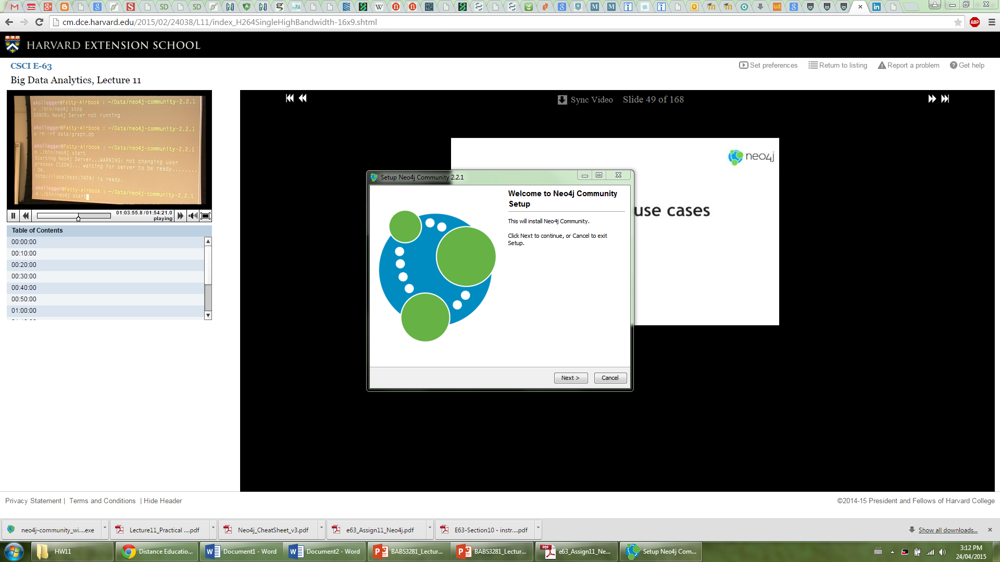 cm.dce.harvard.edu/2015/02/24038/L11/index_H264SingleHighBandwidth-16x9.shtml
ABP
HARVARD EXTENSION SCHOOL
CSCI E-63
Set preferences
Return to listing
Report a problem
Get help
Big Data Analytics, Lecture 11
akollegger@Fatty-Airbook : ~/Data/neo4j-community-2.2.1
./bin/neo4j stop
ERROR: Neo4j Server not running
akollegger@Fatty-Airbook : ~/Data/neo4j-community-2.2.1
rm -rf data/graph.db
akollegger@Fatty-Airbook : ~/Data/neo4j-community-2.2.1
./bin/neo4j start
Starting Neo4j Server...WARNING: not changing user
process [1204]... waiting for server to be ready........
OK.
http://localhost:7474/ is ready.
akollegger@Fatty-Airbook : ~/Data/neo4j-community-2.2.1
./bin/neo4j start
01:03:55.8 / 01:54:21.0
playing
Table of Contents
00:00:00
00:10:00
00:20:00
00:30:00
00:40:00
00:50:00
01:00:00
Sync Video Slide 49 of 168
neo4j
use cases
Setup Neo4j Community 2.2.1
Welcome to Neo4j Community
Setup
This will install Neo4j Community.
Click Next to continue, or Cancel to exit
Setup.
Next >
Cancel
Privacy Statement | Terms and Conditions | Hide Header
©2014-15 President and Fellows of Harvard College
neo4j-community_wi....exe
Lecture11_Practical ....pdf
Neo4j_CheatSheet_v3.pdf
e63_Assign11_Neo4j.pdf
E63-Section10 - instr....pdf
Show all downloads...
HW11
Distance Educatio...
Document1 - Word
Document2 - Word
BABS3281_Lectur...
BABS3281_Lectur...
e63_Assign11_Ne...
Setup Neo4j Com...
3:12 PM
24/04/2015